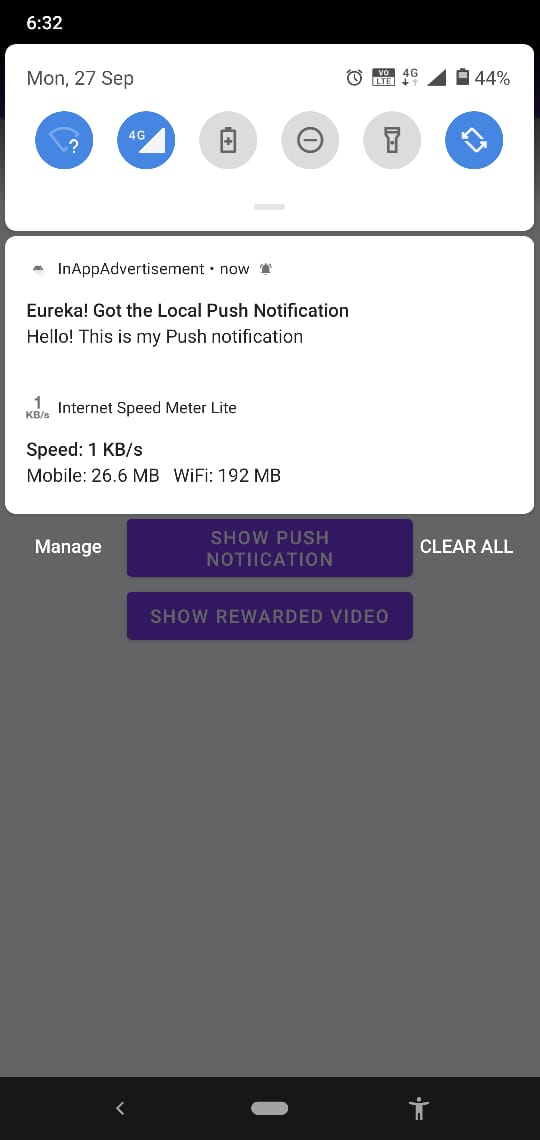 6:32
Mon, 27 Sep
VO
LTE
4G
44%
?
4G
InAppAdvertisement • now
Eureka! Got the Local Push Notification
Hello! This is my Push notification
1
KB/s
Internet Speed Meter Lite
Speed: 1 KB/s
Mobile: 26.6 MB WiFi: 192 MB
Manage
SHOW PUSH
NOTIICATION
CLEAR ALL
SHOW REWARDED VIDEO